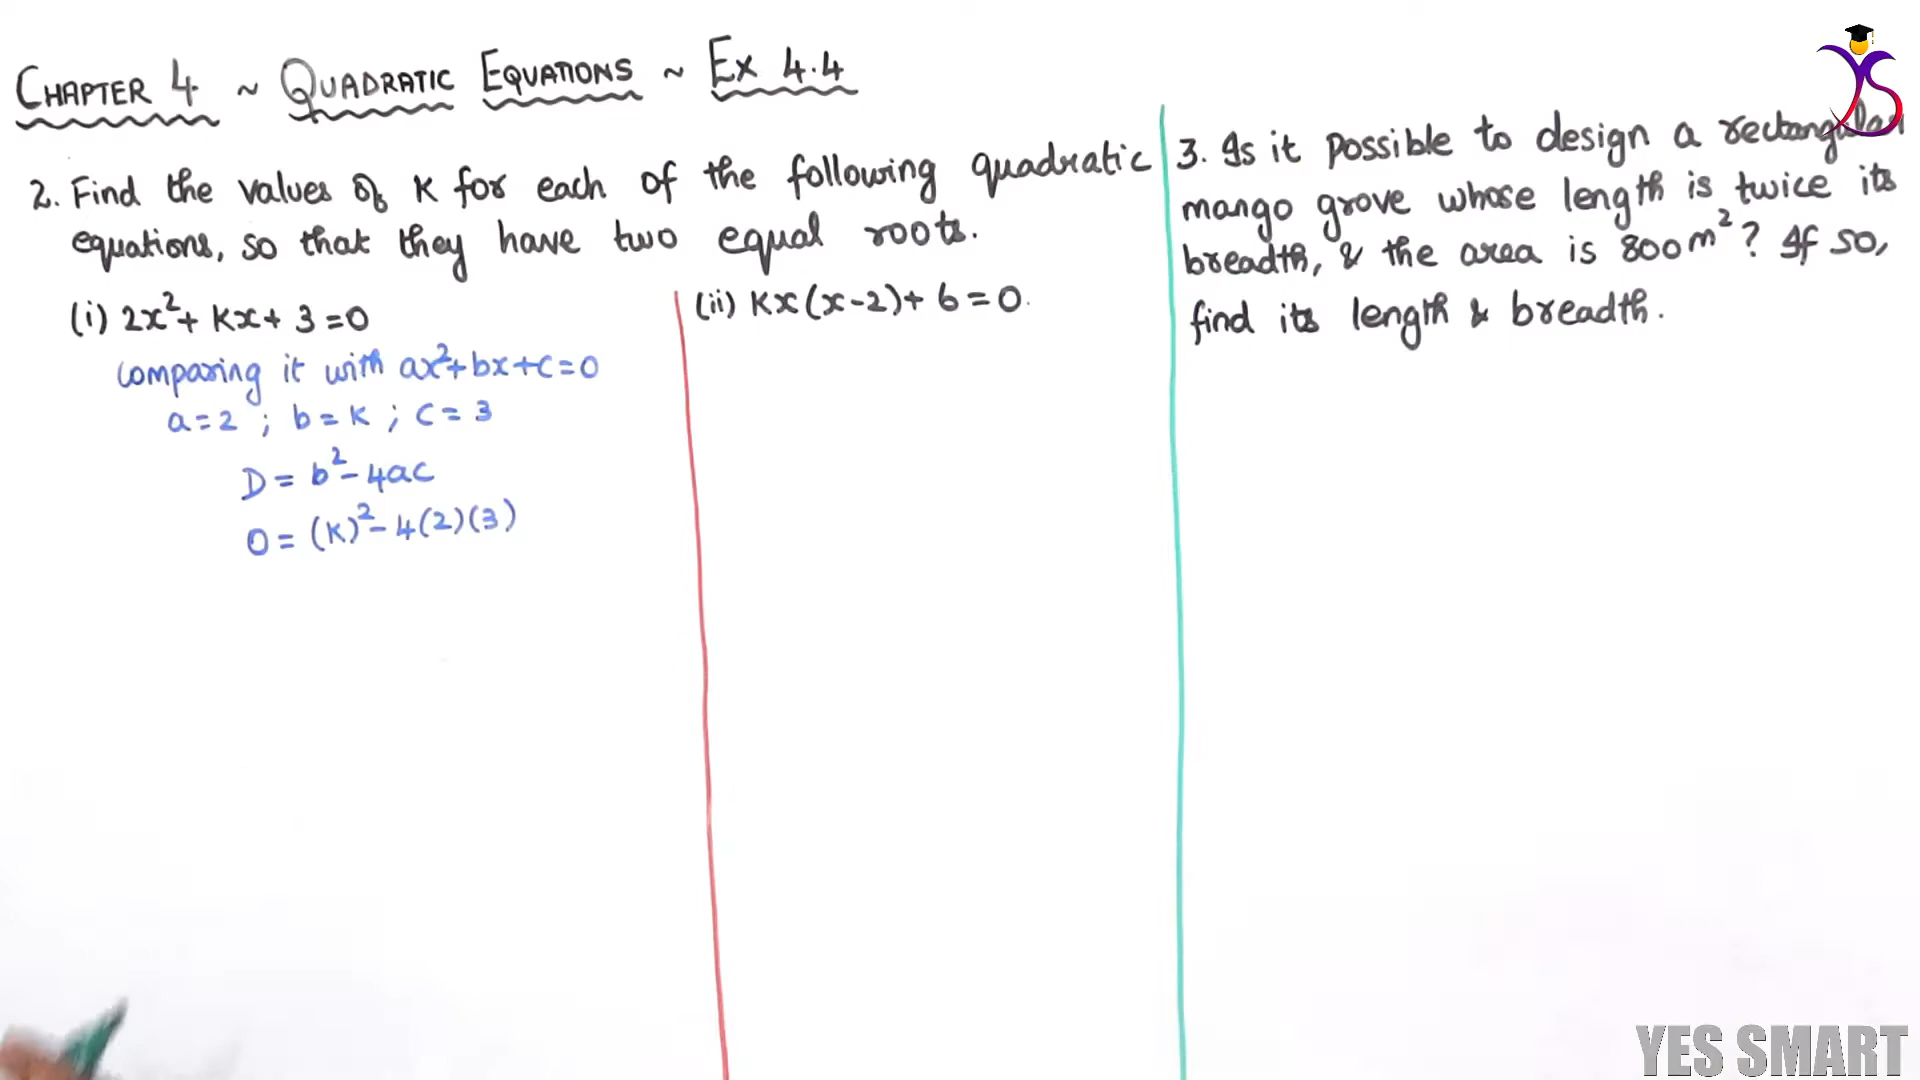 CHAPTER 4 ~ QUADRATIC EQUATIONS ~ EX 4.4
2. Find the values of K for each of the following quadratic
equations, so that they have two equal roots.
(i) 2x²+ Kx+ 3=0
comparing it with ax²+bx+c=0
a=2 ; b=K ; c=3
D = b²-4ac
0 = (K)²-4(2)(3)
(ii) Kx(x-2)+ 6=0.
3. Is it possible to design a rectangular
mango grove whose length is twice its
breadth, & the area is 800m²? If so,
find its length & breadth.
YS
YES SMART